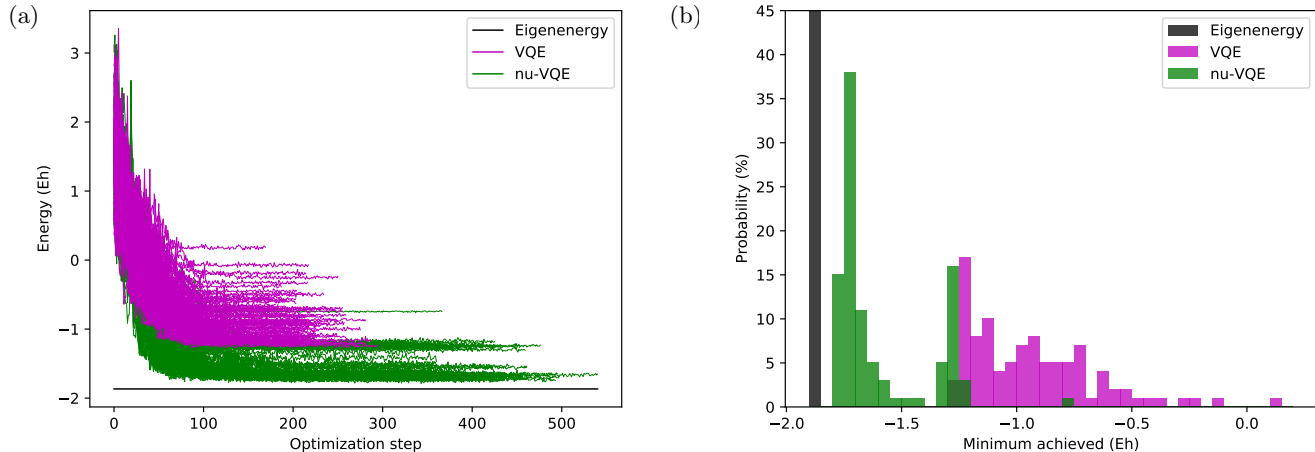 (a)
Eigenenergy
VQE
nu-VQE
3
2
1
0
−1
−2
Energy (Eh)
0
100
200
300
400
500
Optimization step
(b)
Eigenenergy
VQE
nu-VQE
45
40
35
30
25
20
15
10
5
0
Probability (%)
−2.0
−1.5
−1.0
−0.5
0.0
Minimum achieved (Eh)